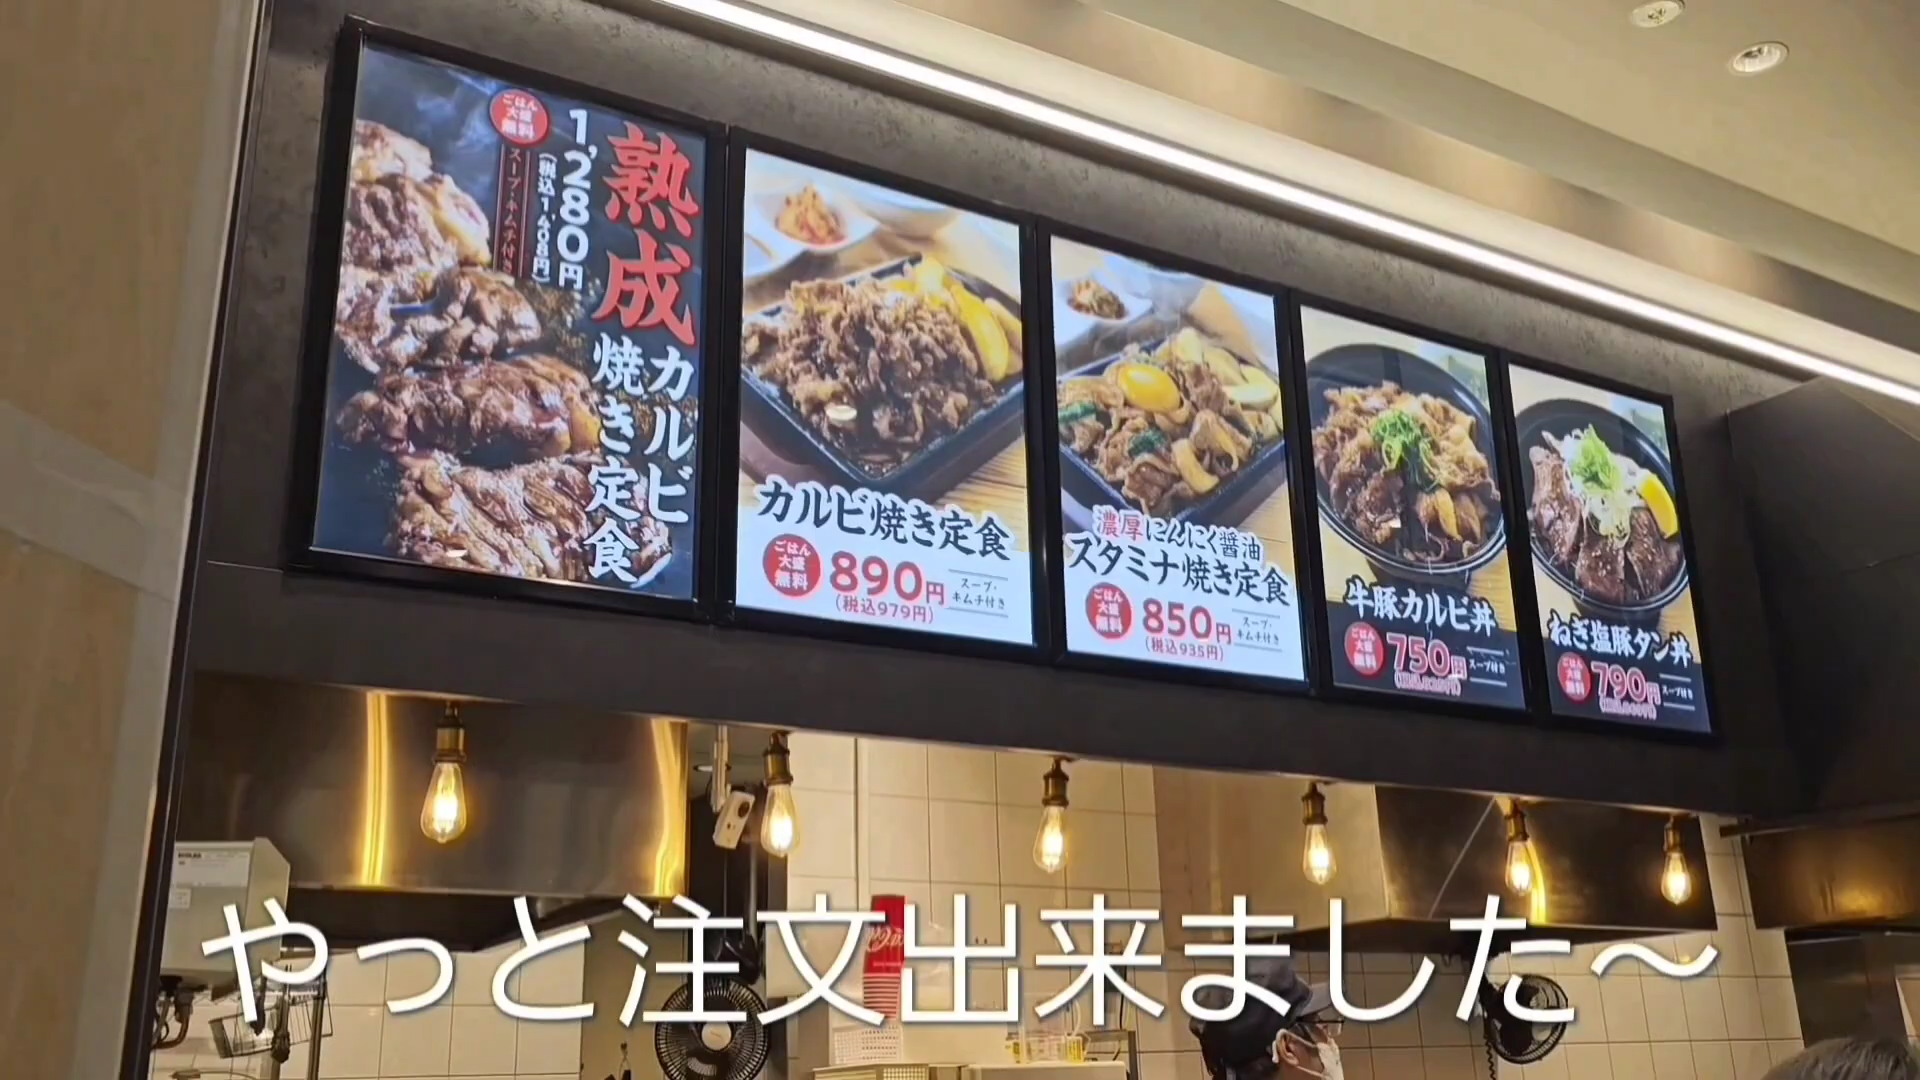 ごはん
大盛
無料
熟成
カルビ
焼き定食
1,280円
(税込1,408円)
スープ・キムチ付き
カルビ焼き定食
ごはん
大盛
無料
890円
(税込979円)
スープ・
キムチ付き
濃厚にんにく醤油
スタミナ焼き定食
ごはん
大盛
無料
850円
(税込935円)
スープ・
キムチ付き
牛豚カルビ丼
ごはん
大盛
無料
750円
スープ付き
ねぎ塩豚タン丼
ごはん
大盛
無料
790円
スープ付き
やっと注文出来ました～